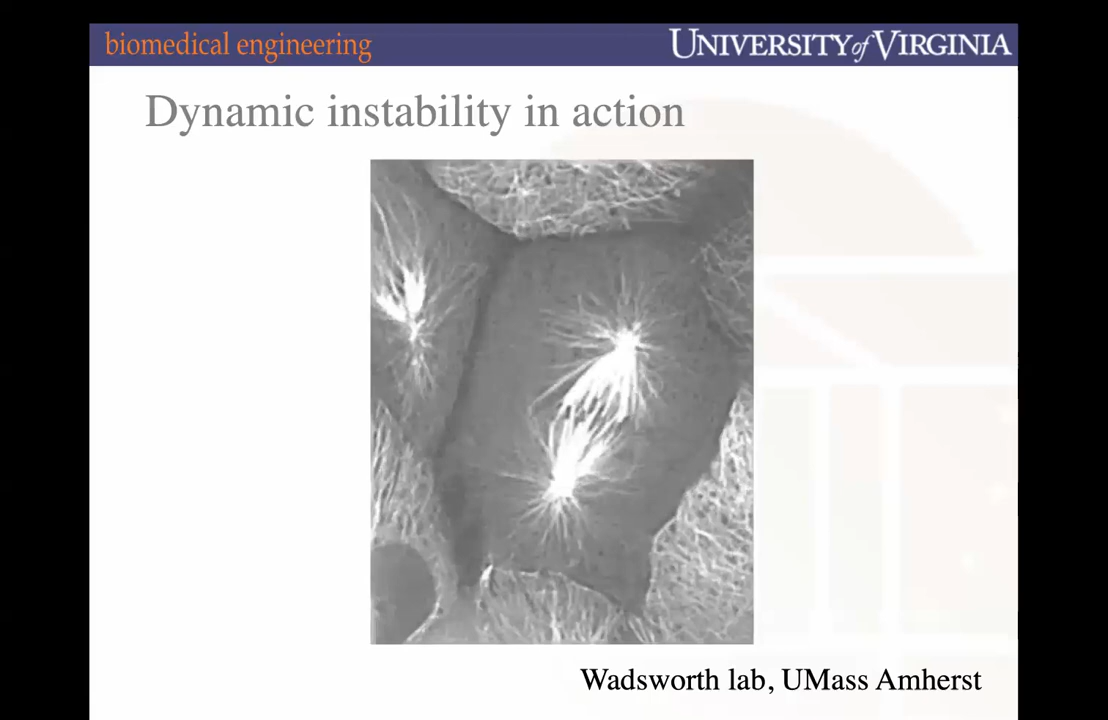 biomedical engineering
UNIVERSITY of VIRGINIA
Dynamic instability in action
Wadsworth lab, UMass Amherst